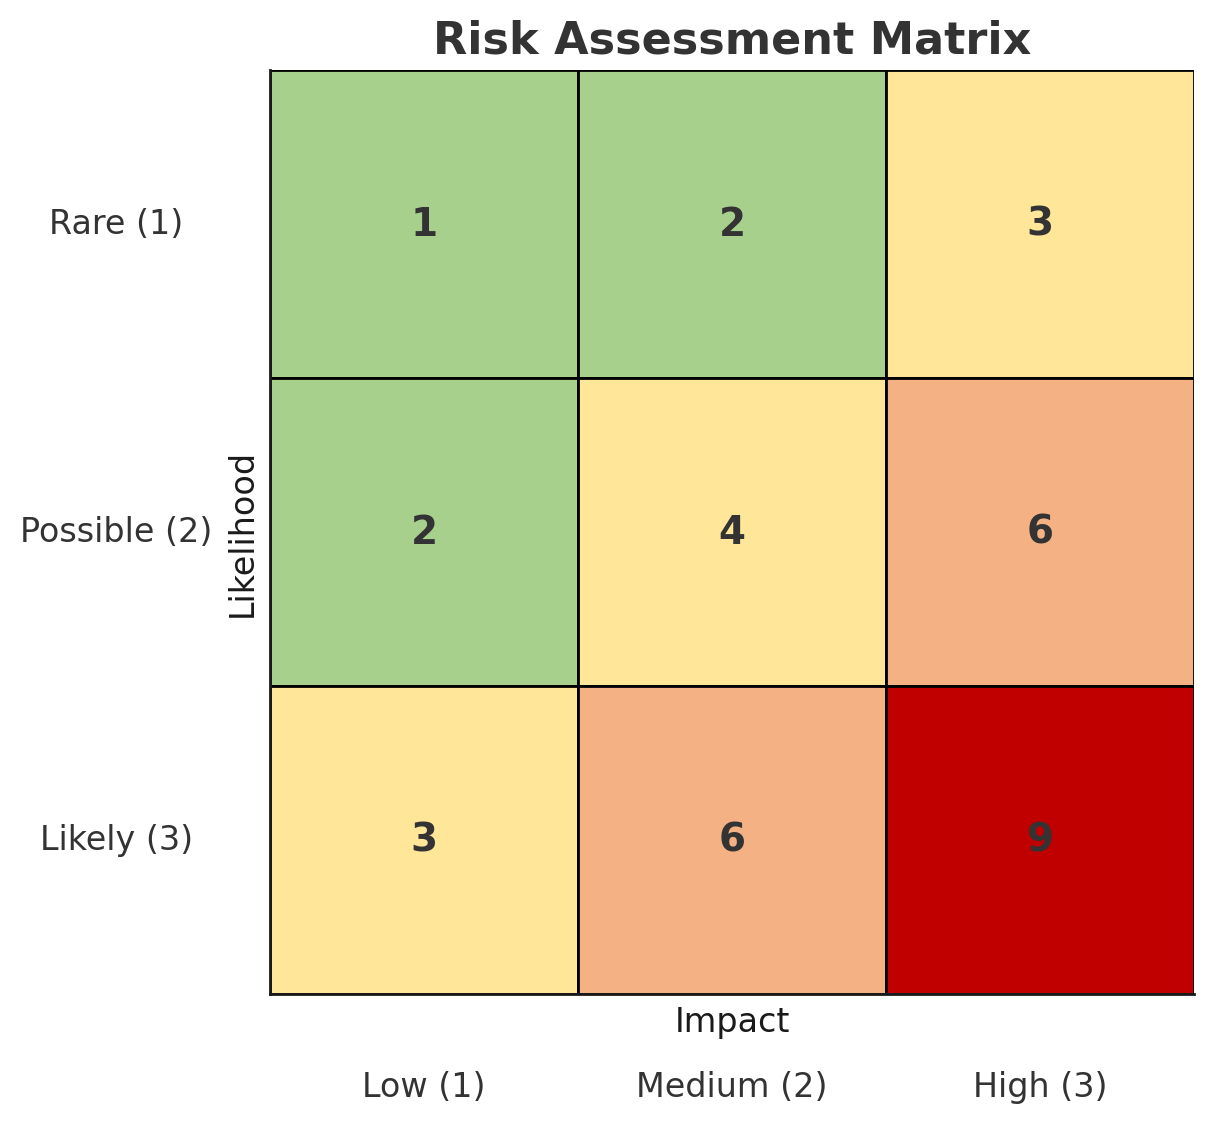 Risk Assessment Matrix
Rare (1)
1
2
3
Likelihood
Possible (2)
2
4
6
Likely (3)
3
6
9
Impact
Low (1)
Medium (2)
High (3)